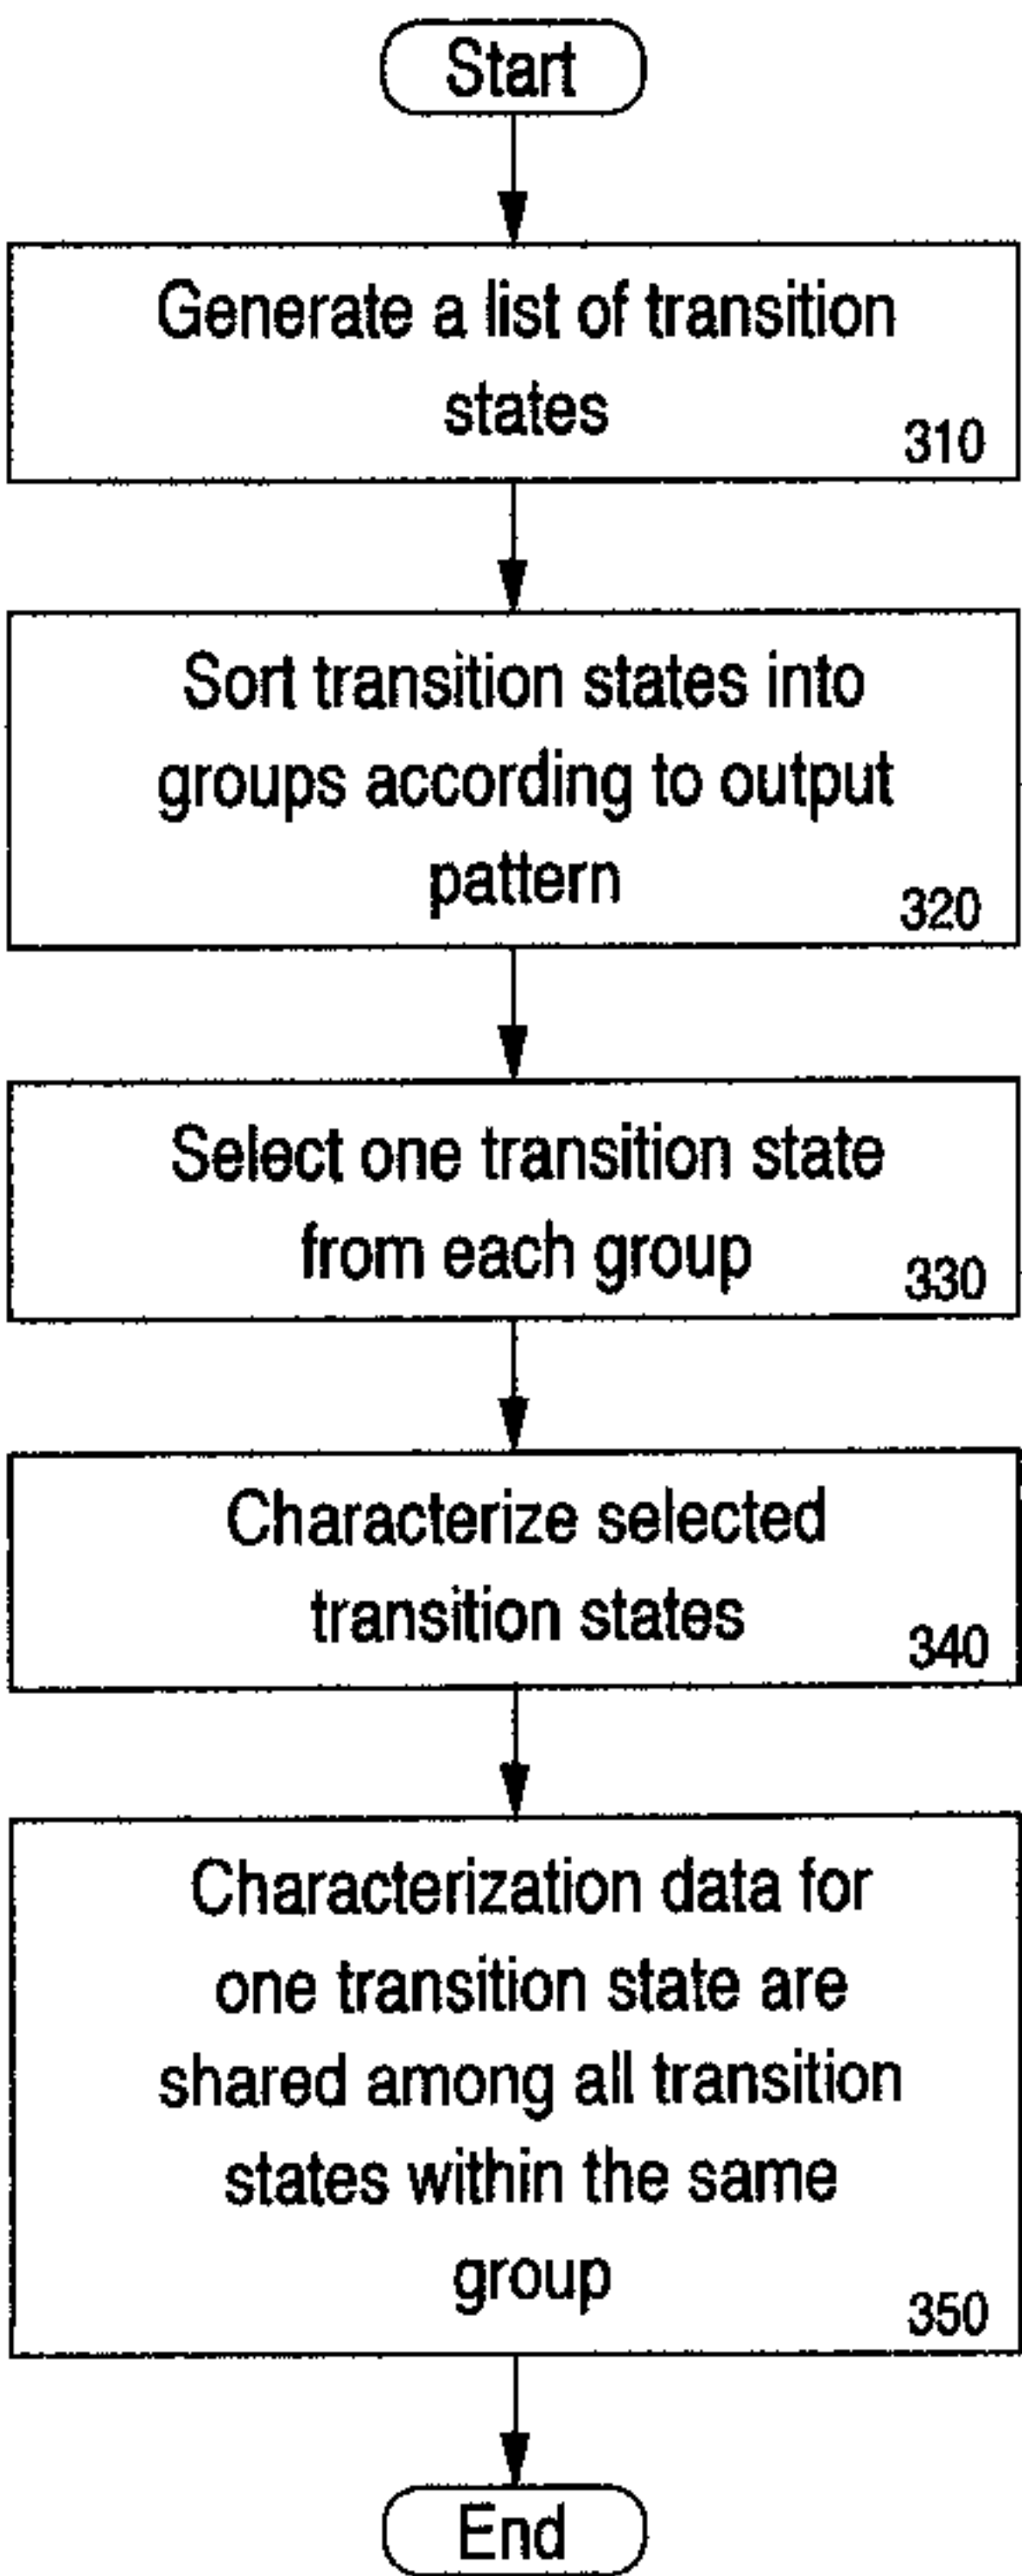 Start
Generate a list of transition
states
310
Sort transition states into
groups according to output
pattern
320
Select one transition state
from each group
330
Characterize selected
transition states
340
Characterization data for
one transition state are
shared among all transition
states within the same
group
350
End